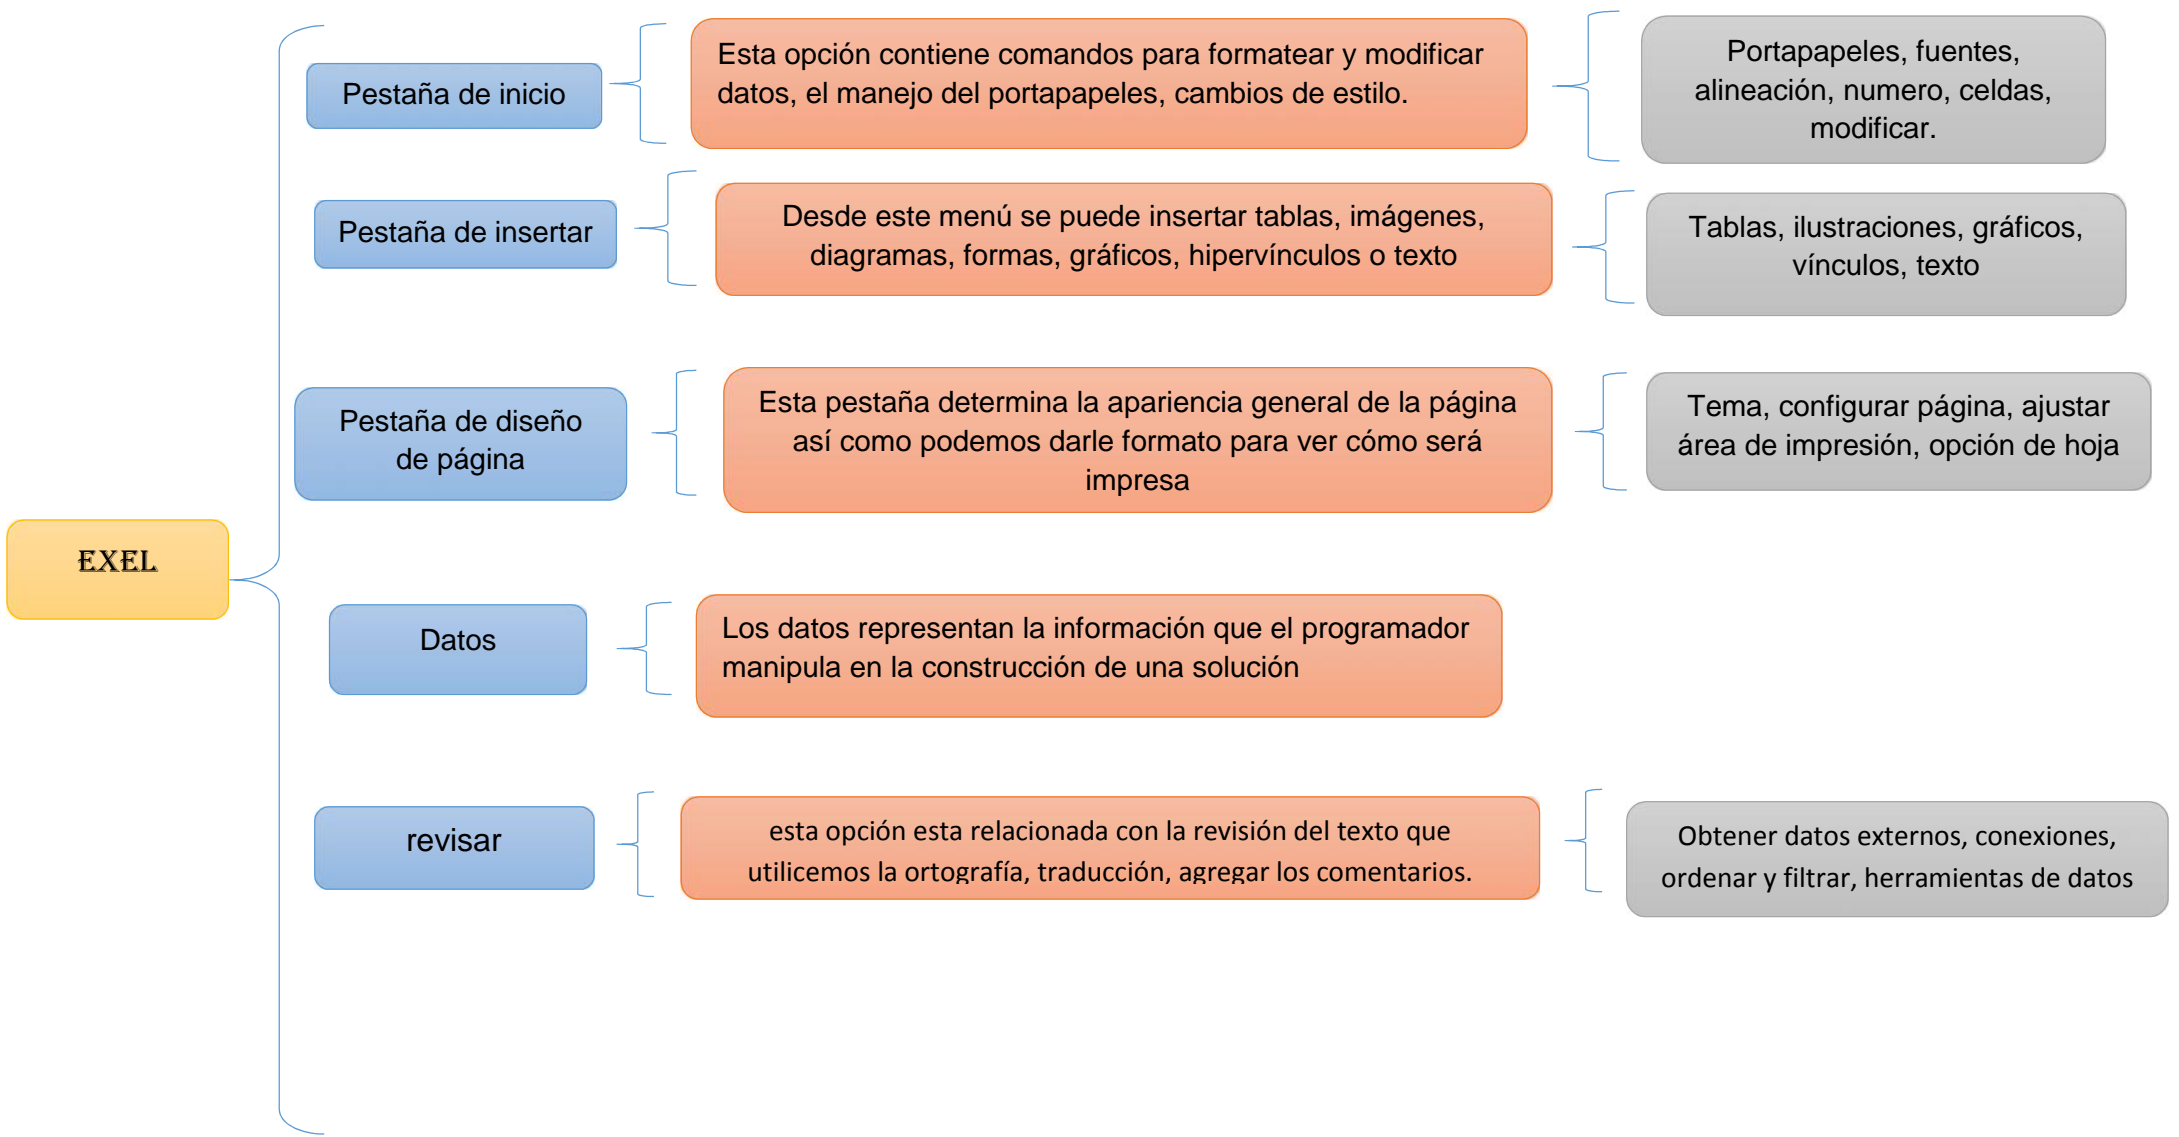 EXEL
Pestaña de inicio
Esta opción contiene comandos para formatear y modificar
datos, el manejo del portapapeles, cambios de estilo.
Portapapeles, fuentes,
alineación, numero, celdas,
modificar.
Pestaña de insertar
Desde este menú se puede insertar tablas, imágenes,
diagramas, formas, gráficos, hipervínculos o texto
Tablas, ilustraciones, gráficos,
vínculos, texto
Pestaña de diseño
de página
Esta pestaña determina la apariencia general de la página
así como podemos darle formato para ver cómo será
impresa
Tema, configurar página, ajustar
área de impresión, opción de hoja
Datos
Los datos representan la información que el programador
manipula en la construcción de una solución
revisar
esta opción esta relacionada con la revisión del texto que
utilicemos la ortografía, traducción, agregar los comentarios.
Obtener datos externos, conexiones,
ordenar y filtrar, herramientas de datos